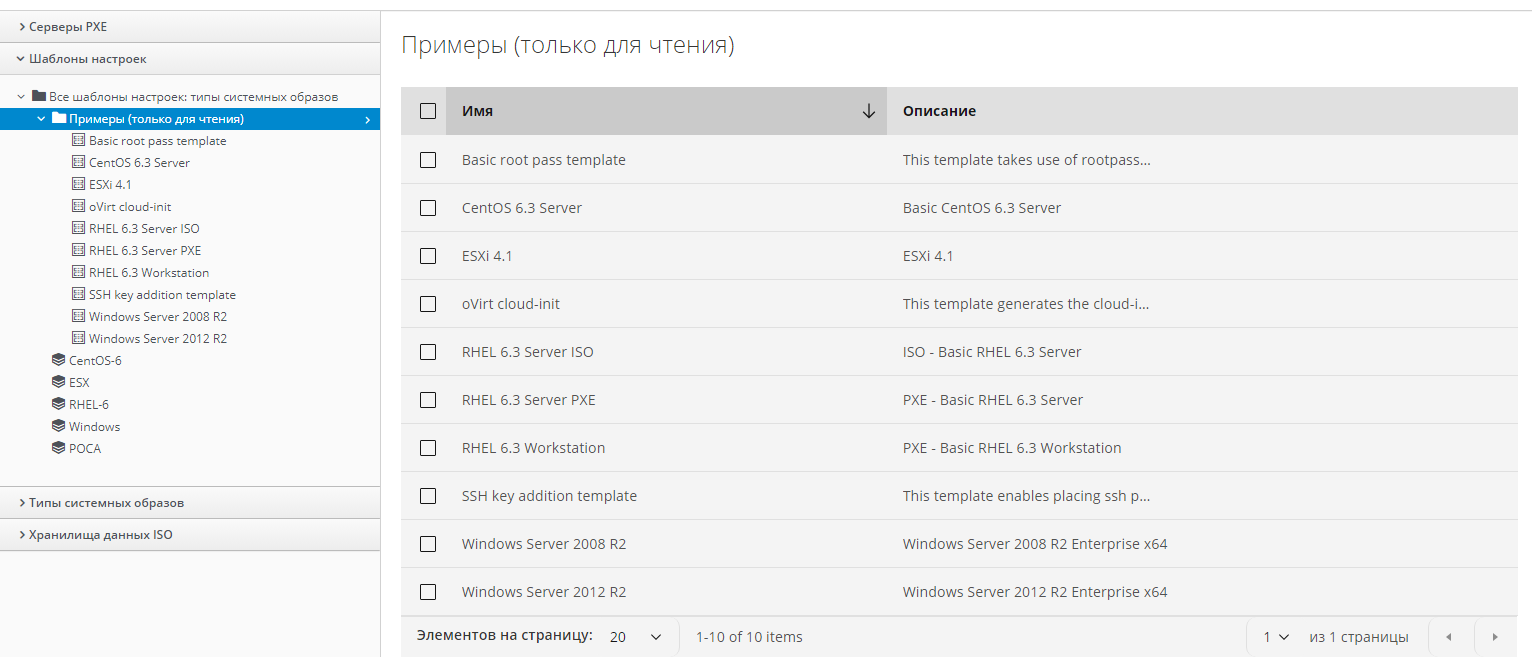 Серверы PXE
Шаблоны настроек
Все шаблоны настроек: типы системных образов
Примеры (только для чтения)
Basic root pass template
CentOS 6.3 Server
ESXi 4.1
oVirt cloud-init
RHEL 6.3 Server ISO
RHEL 6.3 Server PXE
RHEL 6.3 Workstation
SSH key addition template
Windows Server 2008 R2
Windows Server 2012 R2
CentOS-6
ESX
RHEL-6
Windows
РОСА
Типы системных образов
Хранилища данных ISO
Примеры (только для чтения)
Имя Описание
Basic root pass template This template takes use of rootpass...
CentOS 6.3 Server Basic CentOS 6.3 Server
ESXi 4.1 ESXi 4.1
oVirt cloud-init This template generates the cloud-i...
RHEL 6.3 Server ISO ISO - Basic RHEL 6.3 Server
RHEL 6.3 Server PXE PXE - Basic RHEL 6.3 Server
RHEL 6.3 Workstation PXE - Basic RHEL 6.3 Workstation
SSH key addition template This template enables placing ssh p...
Windows Server 2008 R2 Windows Server 2008 R2 Enterprise x64
Windows Server 2012 R2 Windows Server 2012 R2 Enterprise x64
Элементов на страницу: 20 1-10 of 10 items 1 из 1 страницы